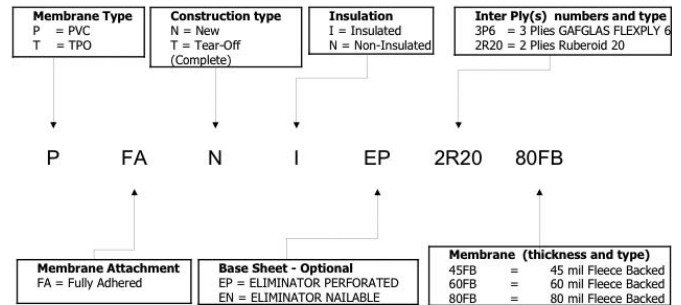 Membrane Type
P = PVC
T = TPO
Construction type
N = New
T = Tear-Off
(Complete)
Insulation
I = Insulated
N = Non-Insulated
Inter Ply(s) numbers and type
3P6 = 3 Plies GAFGLAS FLEXPLY 6
2R20 = 2 Plies Ruberoid 20
P FA N I EP 2R20 80FB
Membrane Attachment
FA = Fully Adhered
Base Sheet - Optional
EP = ELIMINATOR PERFORATED
EN = ELIMINATOR NAILABLE
Membrane (thickness and type)
45FB = 45 mil Fleece Backed
60FB = 60 mil Fleece Backed
80FB = 80 mil Fleece Backed